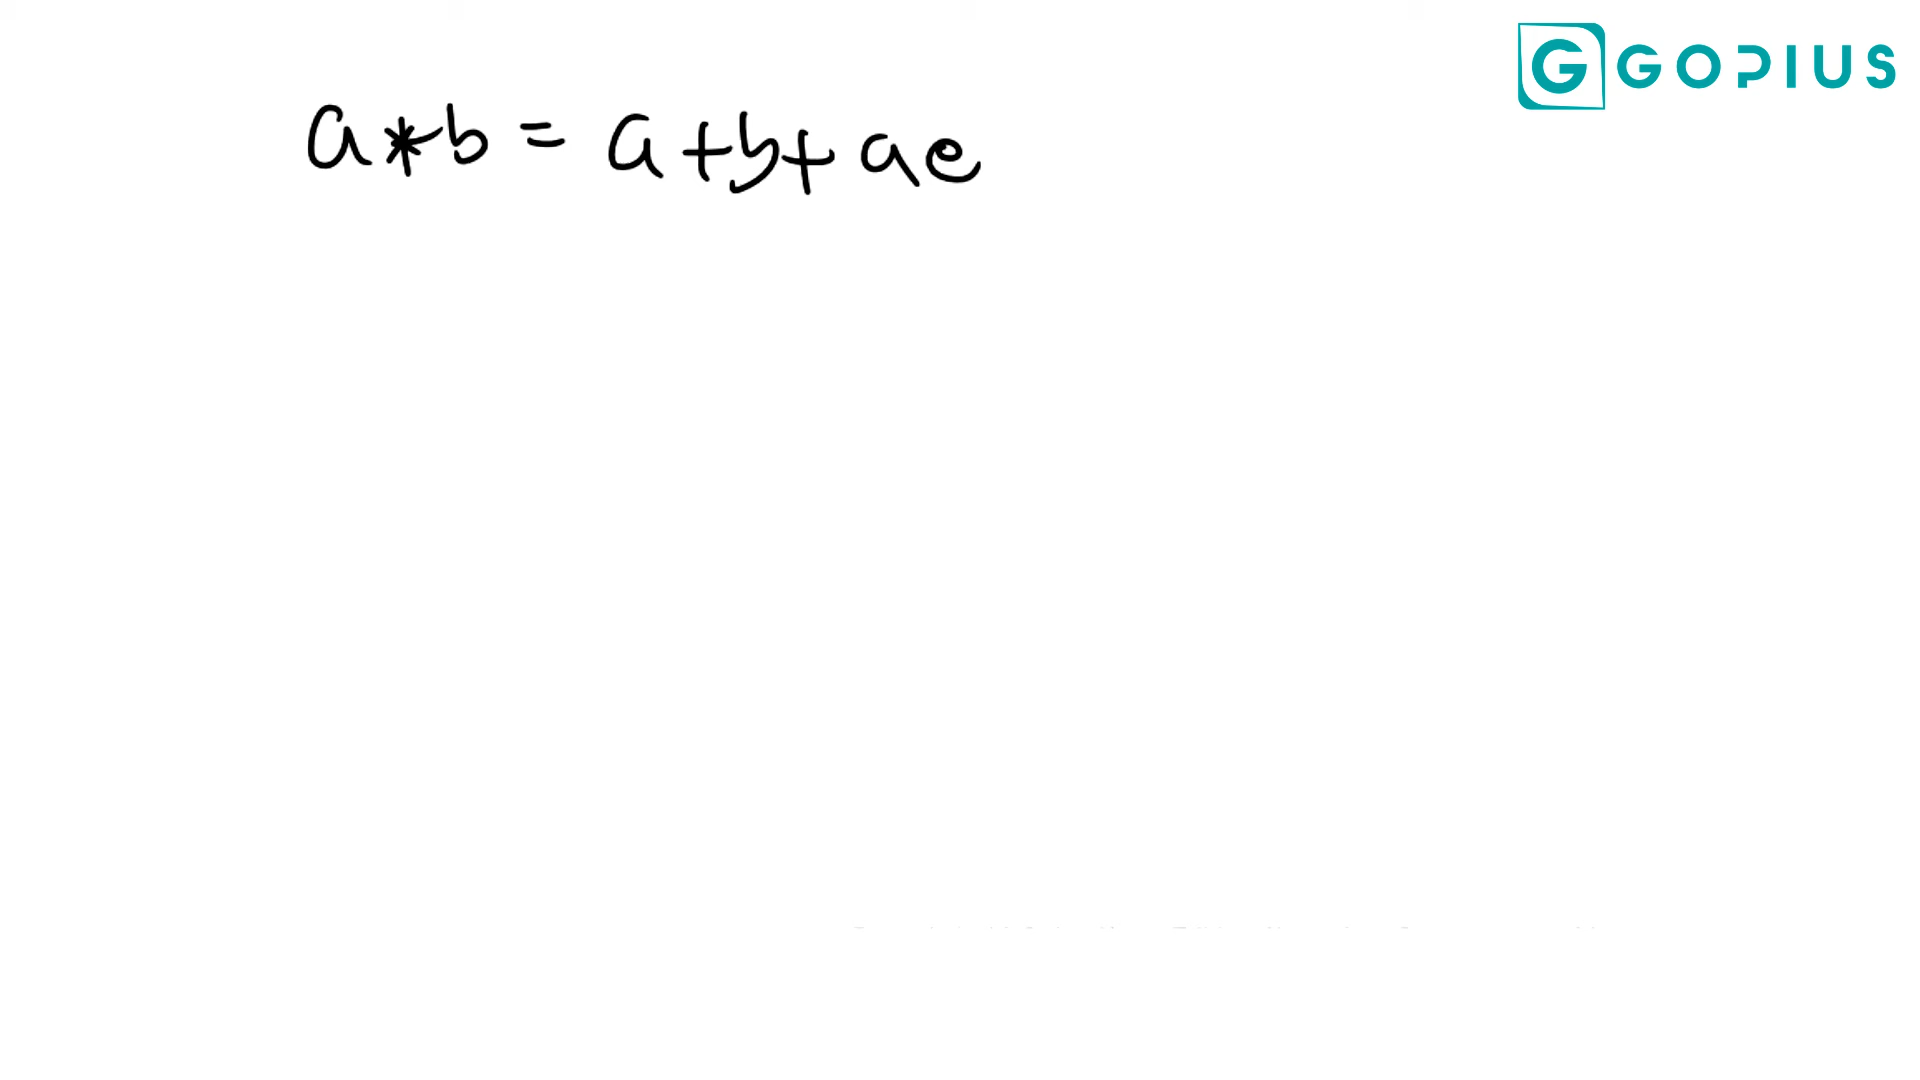 GOPIUS
a*b = a+b+ ae